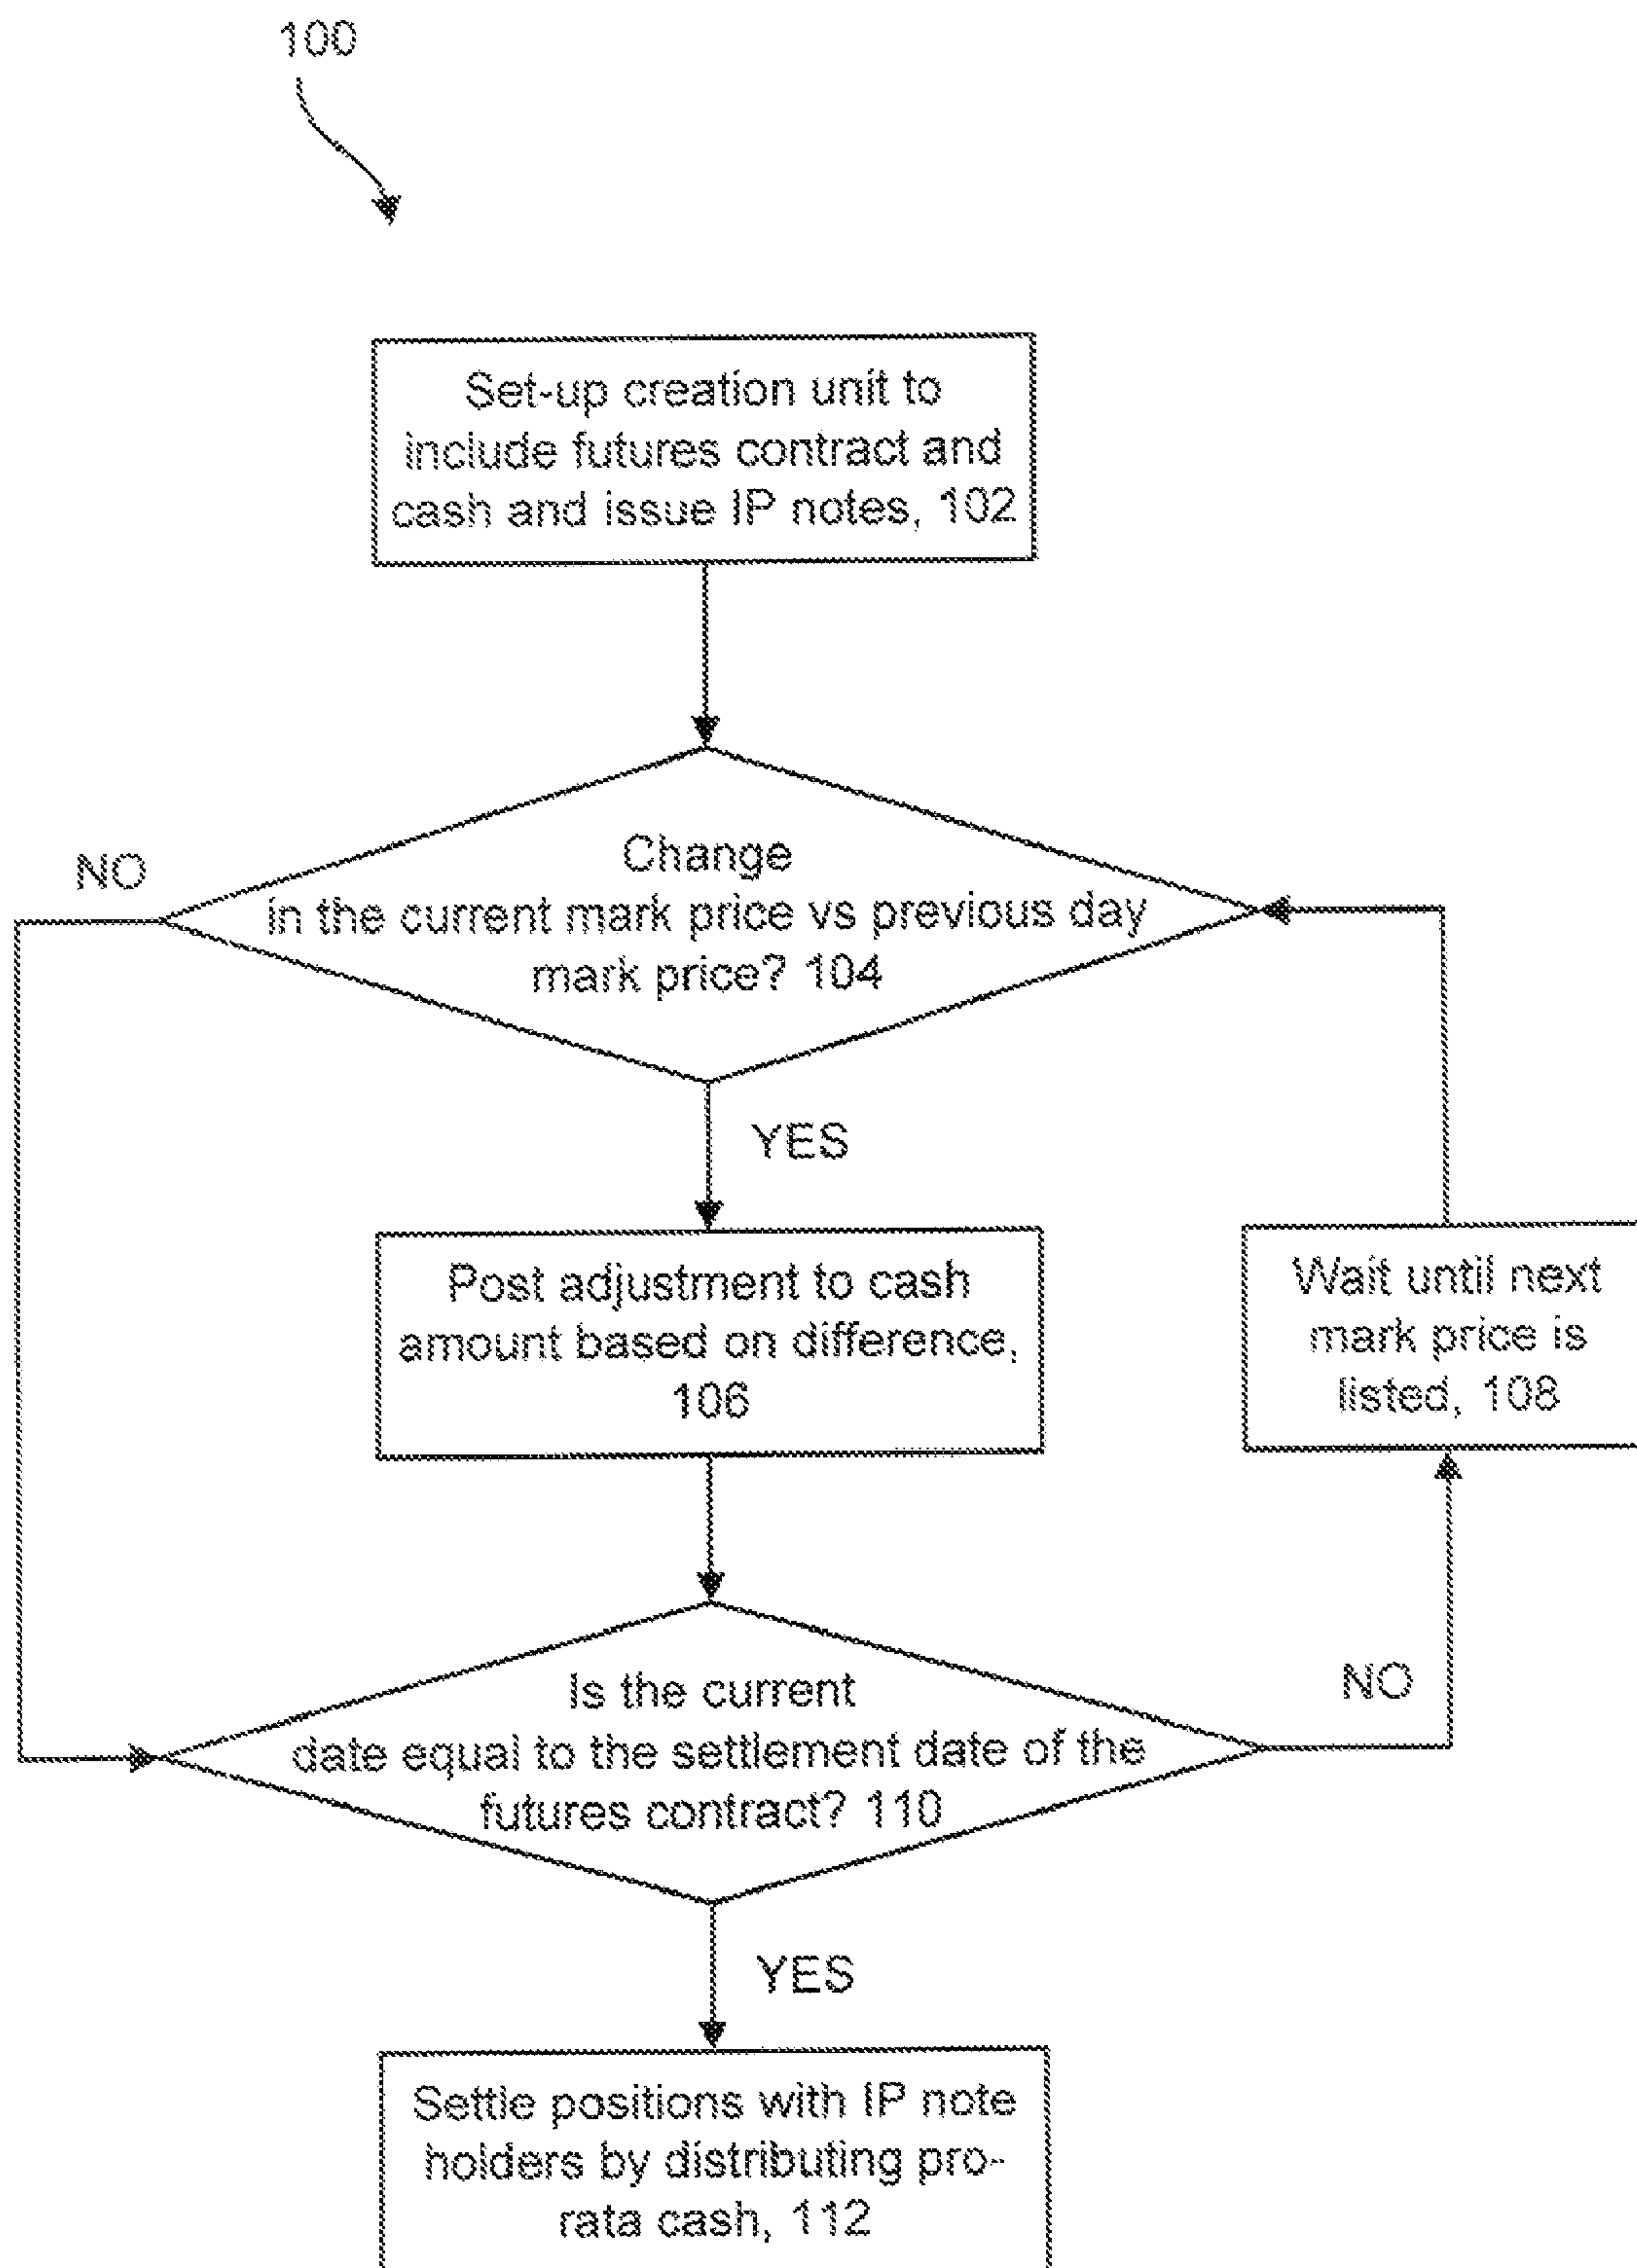 100
Set-up creation unit to
include futures contract and
cash and issue IP notes, 102
NO
Change
in the current mark price vs previous day
mark price? 104
YES
Post adjustment to cash
amount based on difference,
106
Wait until next
mark price is
listed, 108
Is the current
date equal to the settlement date of the
futures contract? 110
NO
YES
Settle positions with IP note
holders by distributing pro-
rata cash, 112